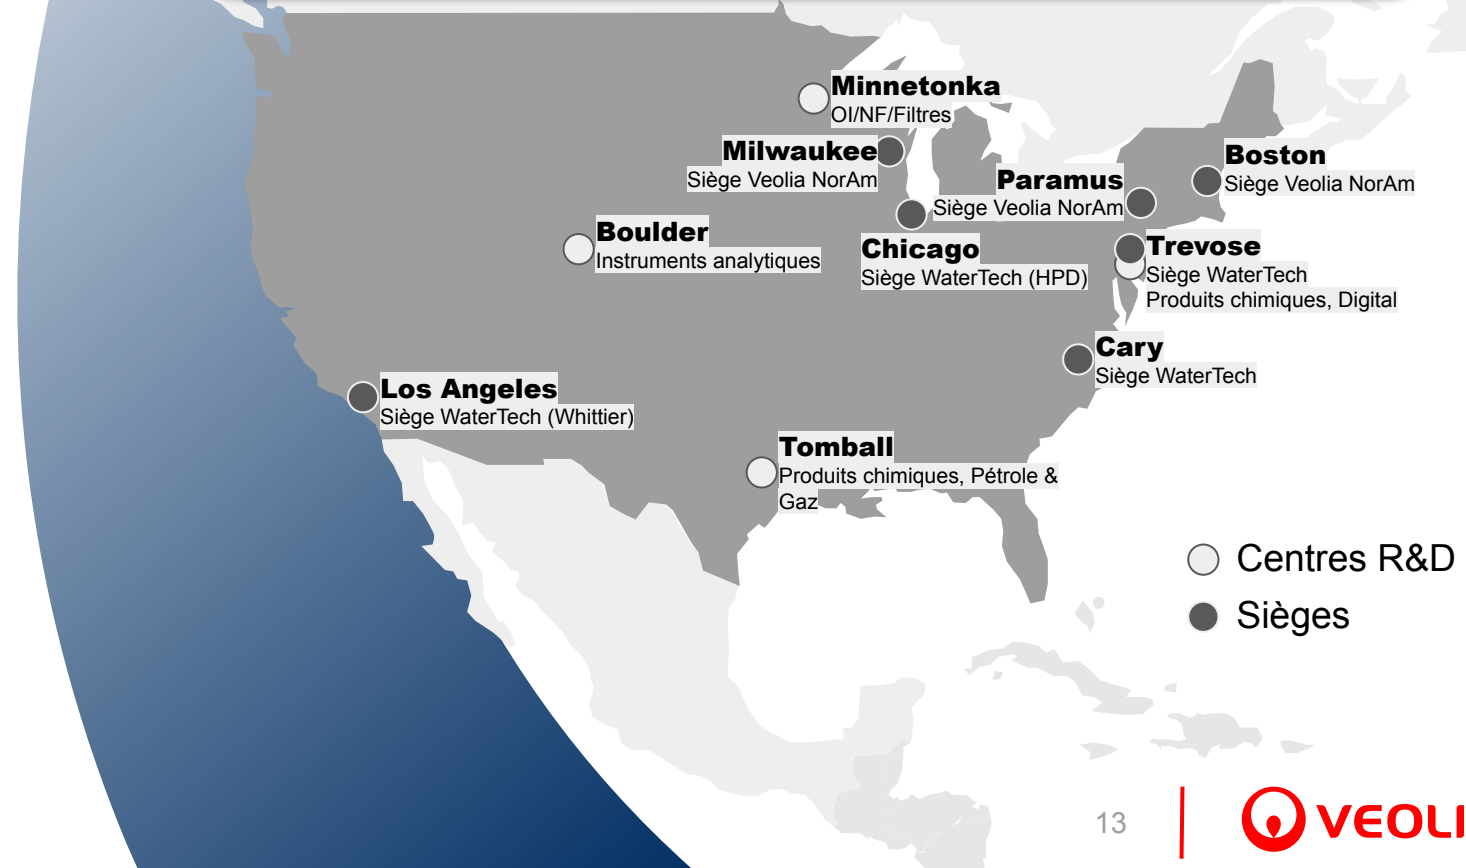 Minnetonka
OI/NF/Filtres
Milwaukee
Siège Veolia NorAm
Boston
Siège Veolia NorAm
Paramus
Siège Veolia NorAm
Boulder
Instruments analytiques
Chicago
Siège WaterTech (HPD)
Trevose
Siège WaterTech
Produits chimiques, Digital
Cary
Siège WaterTech
Los Angeles
Siège WaterTech (Whittier)
Tomball
Produits chimiques, Pétrole &
Gaz
Centres R&D
Sièges
13
VEOLI